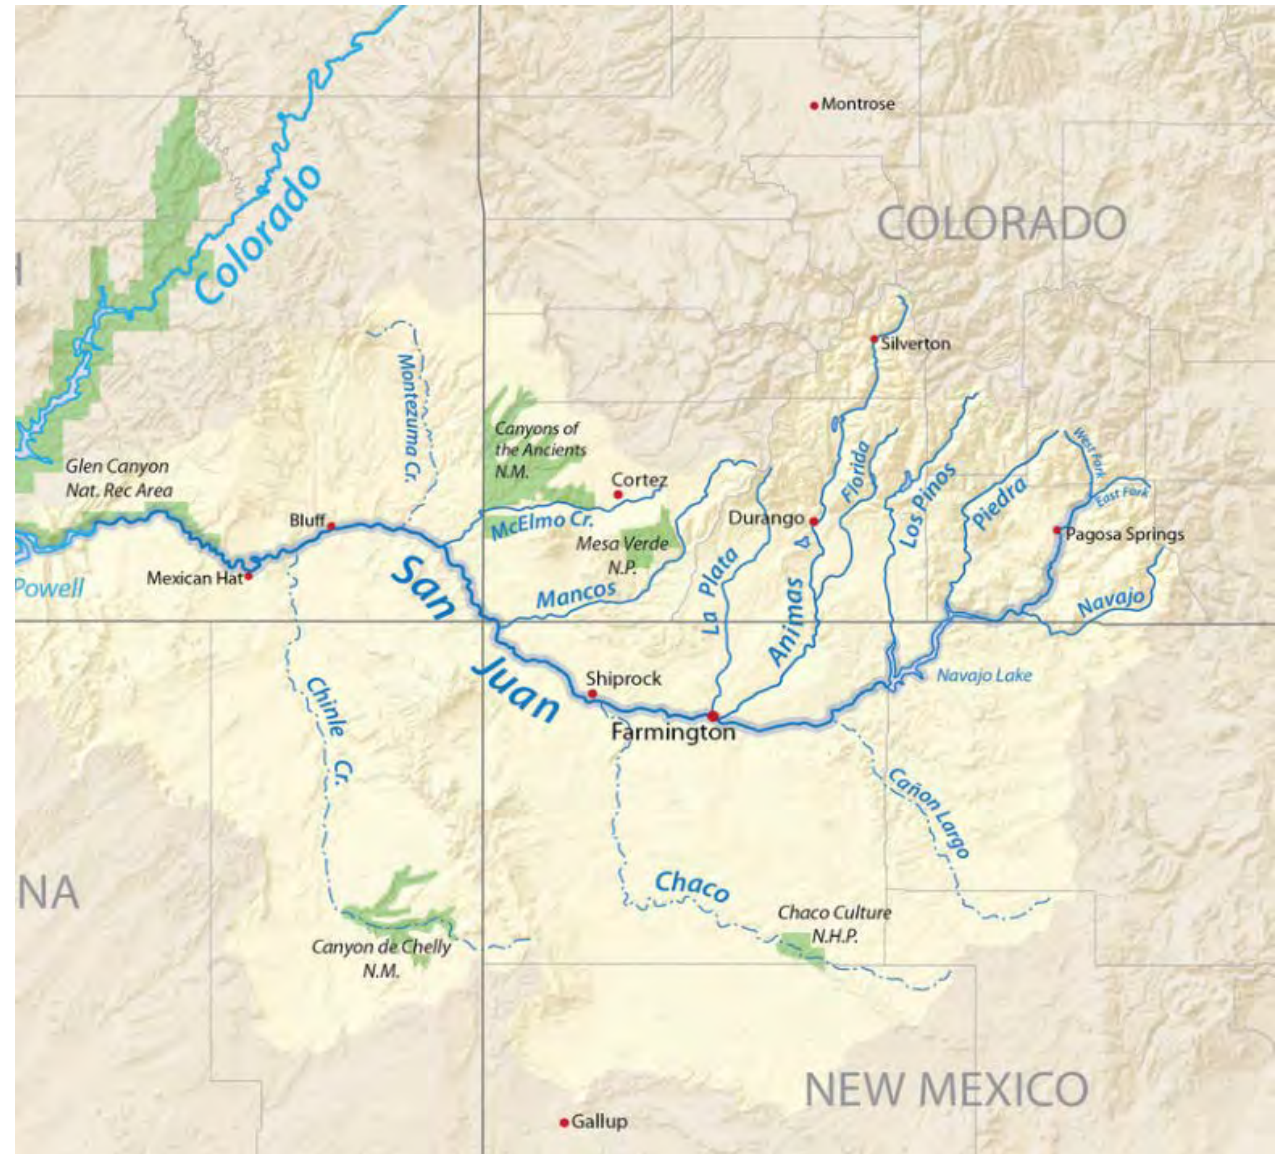 Montrose
COLORADO
Colorado
H
Silverton
Montezuma Cr.
Canyons of
the Ancients
N.M.
West Fork
East Fork
Glen Canyon
Nat. Rec Area
Cortez
Florida
Los Pinos
Piedra
Bluff
McElmo Cr.
Durango
Pagosa Springs
Mesa Verde
N.P.
Mexican Hat
San
Juan
Powell
Mancos
La Plata
Animas
Navajo
Navajo Lake
Shiprock
Farmington
Chinle Cr.
Cañon Largo
NA
Chaco
Chaco Culture
N.H.P.
Canyon de Chelly
N.M.
NEW MEXICO
Gallup